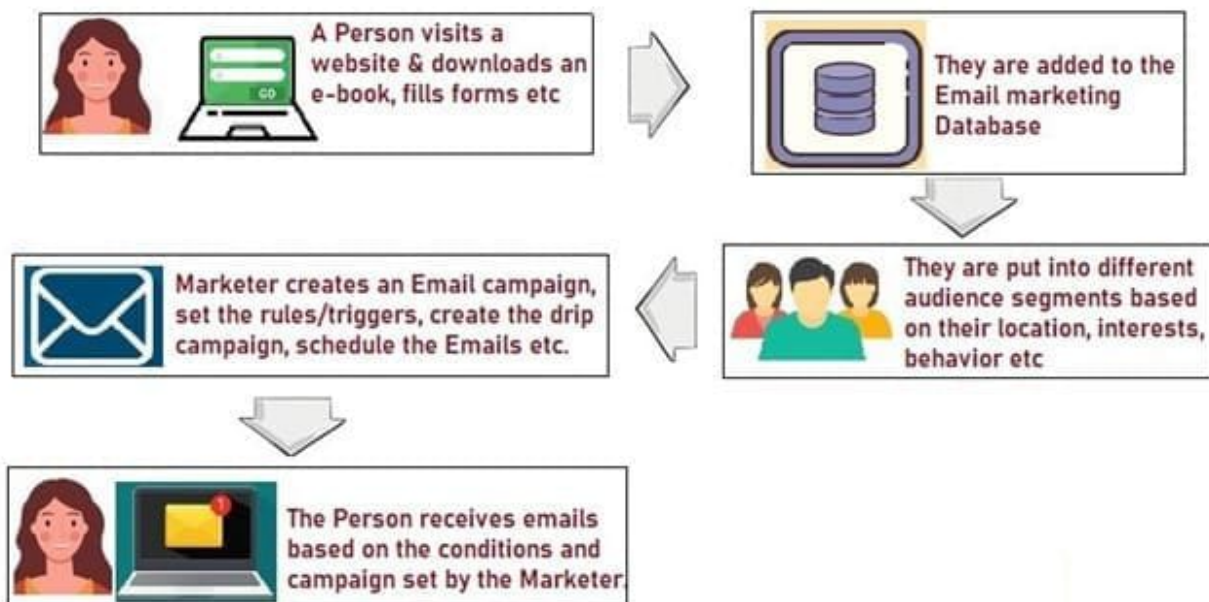 A Person visits a
website & downloads an
e-book, fills forms etc
GO
They are added to the
Email marketing
Database
They are put into different
audience segments based
on their location, interests,
behavior etc
Marketer creates an Email campaign,
set the rules/triggers, create the drip
campaign, schedule the Emails etc.
1
The Person receives emails
based on the conditions and
campaign set by the Marketer.